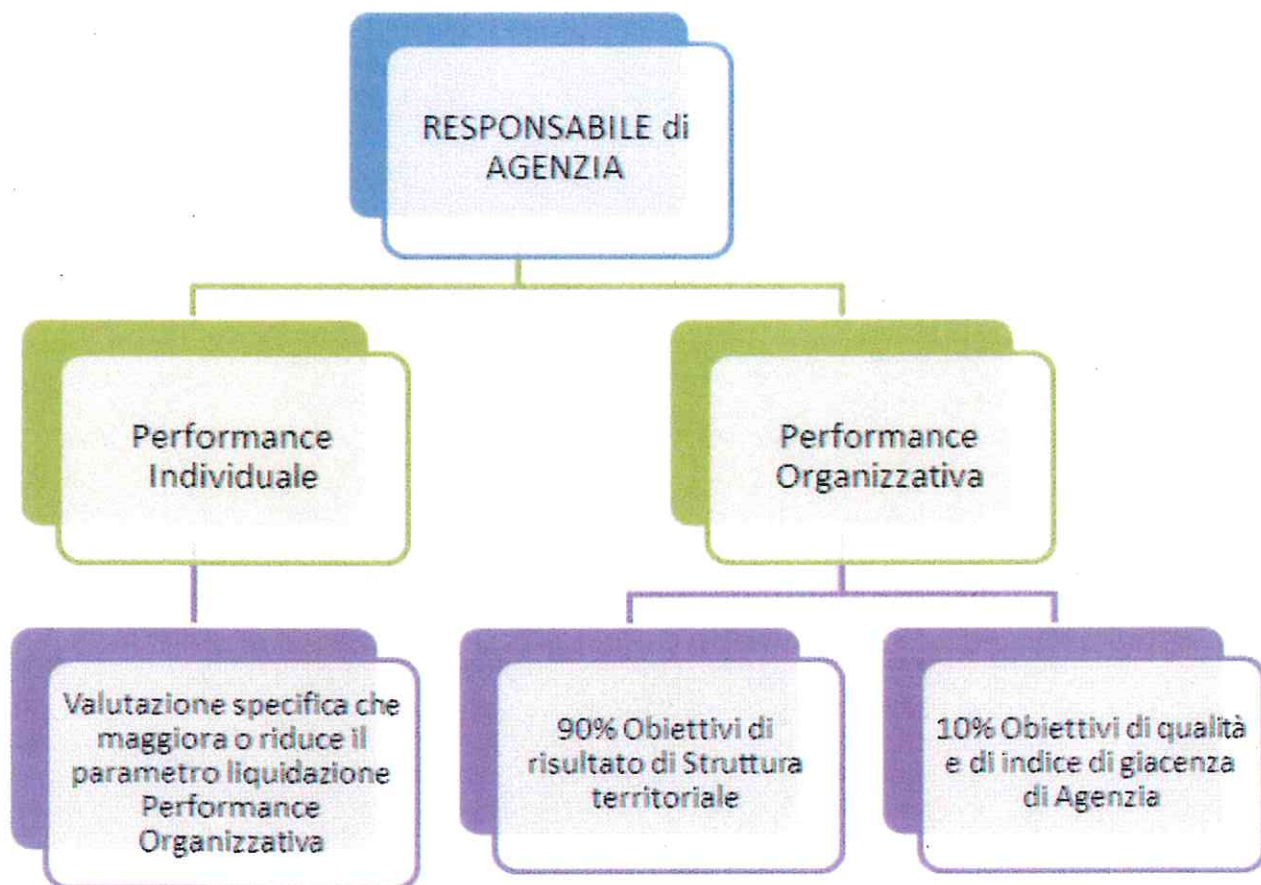 RESPONSABILE di
AGENZIA
Performance
Individuale
Performance
Organizzativa
Valutazione specifica che
maggiora o riduce il
parametro liquidazione
Performance
Organizzativa
90% Obiettivi di
risultato di Struttura
territoriale
10% Obiettivi di qualità
e di indice di giacenza
di Agenzia